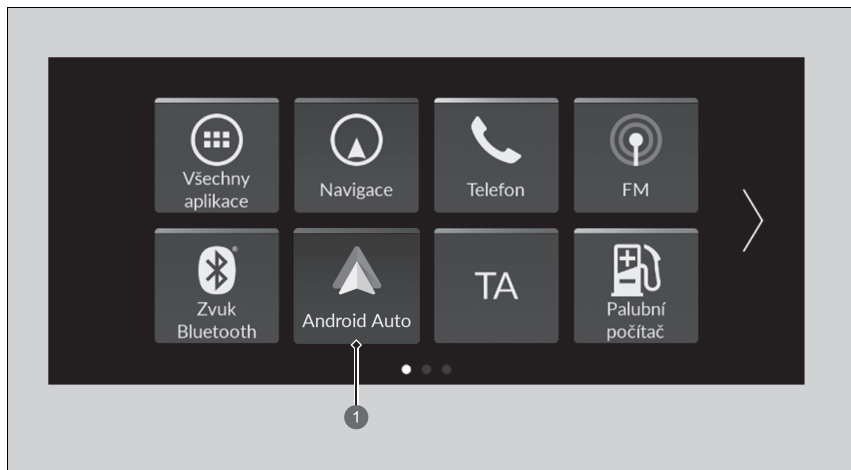 Všechny
aplikace
Navigace
Telefon
FM
Zvuk
Bluetooth
Android Auto
TA
Palubní
počítač
1